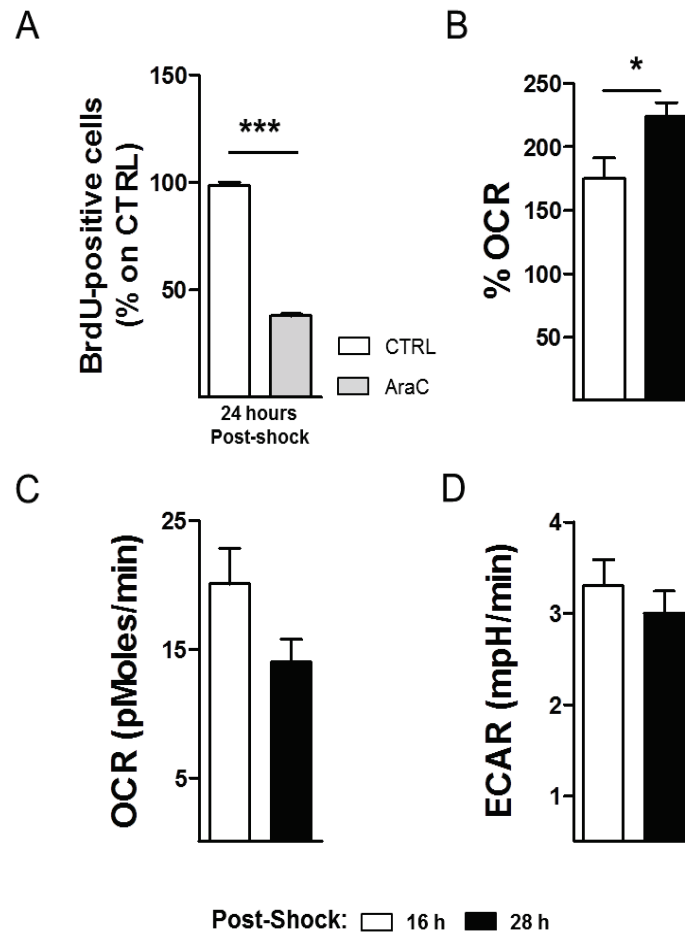 A
BrdU-positive cells
(% on CTRL)
150
100
50
***
24 hours
Post-shock
CTRL
AraC
B
% OCR
250
200
150
100
50
*
C
OCR (pMoles/min)
25
15
5
D
ECAR (mpH/min)
4
3
2
1
Post-Shock: 16 h 28 h